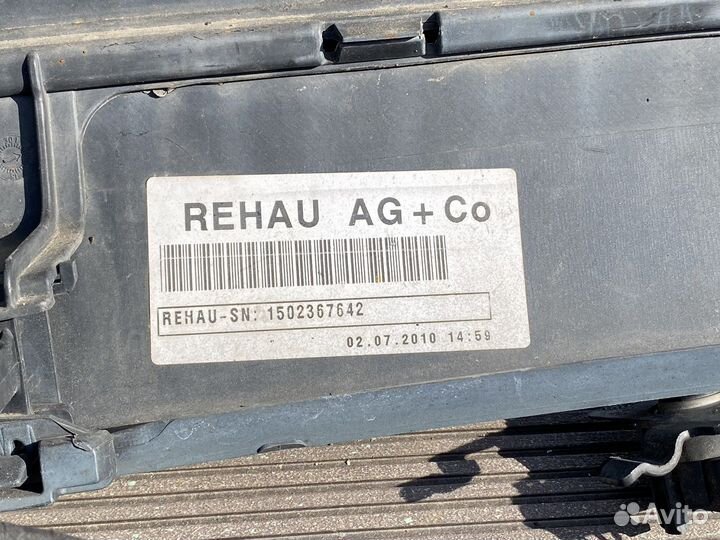 REHAU AG + Co
REHAU-SN: 1502367642
02.07.2010 14:59
Avito